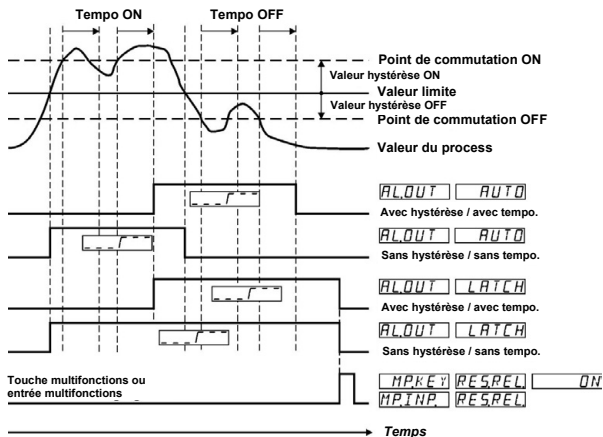 Tempo ON Tempo OFF
Point de commutation ON
Valeur hystérèse ON
Valeur limite
Valeur hystérèse OFF
Point de commutation OFF
Valeur du process
AL.OUT AUTO
Avec hystérèse / avec tempo.
AL.OUT AUTO
Sans hystérèse / sans tempo.
AL.OUT LATCH
Avec hystérèse / avec tempo.
AL.OUT LATCH
Sans hystérèse / sans tempo.
Touche multifonctions ou
entrée multifonctions
MP.KEY RES.REL. ON
MP.INP. RES.REL.
Temps